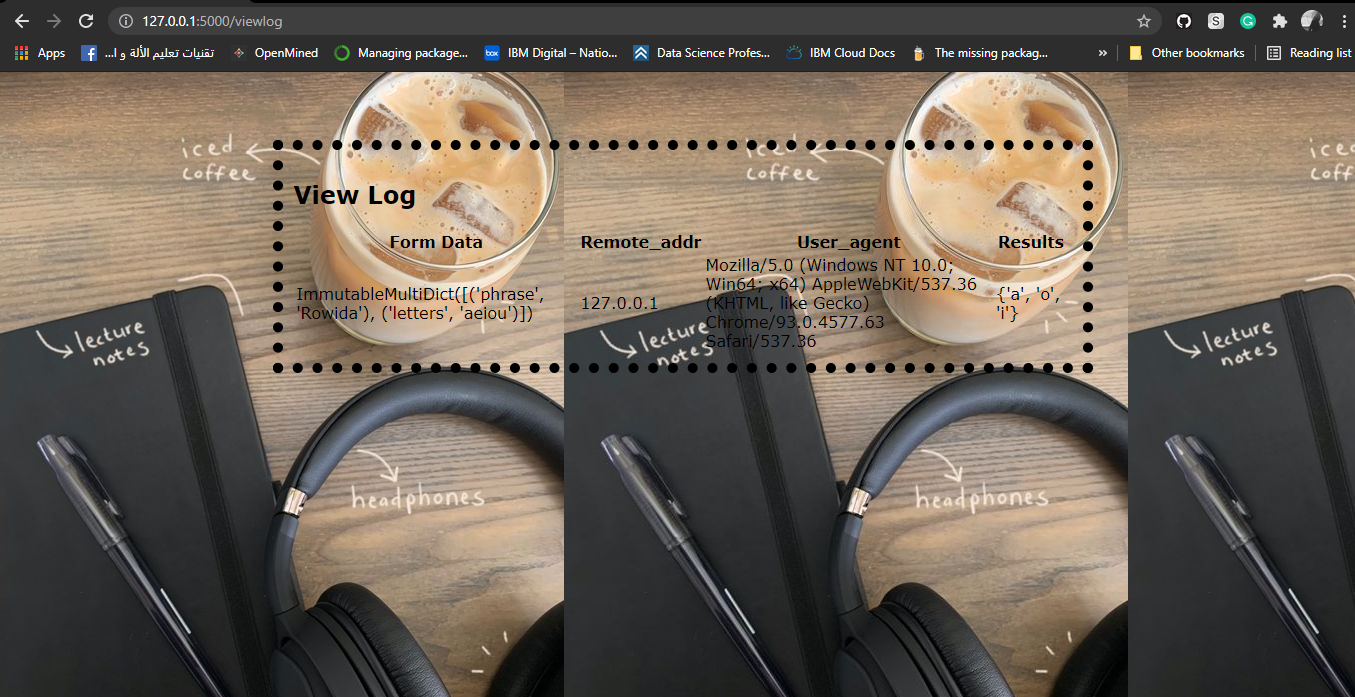 127.0.0.1:5000/viewlog
Apps
تقنيات تعليم الألة و ا...
OpenMined
Managing package...
box
IBM Digital – Natio...
Data Science Profes...
IBM Cloud Docs
The missing packag...
»
Other bookmarks
Reading list
iced
coffee
iced
coffee
iced
coff
View Log
Form Data Remote_addr User_agent Results
ImmutableMultiDict([('phrase',
'Rowida'), ('letters', 'aeiou')])
127.0.0.1
Mozilla/5.0 (Windows NT 10.0;
Win64; x64) AppleWebKit/537.36
(KHTML, like Gecko)
Chrome/93.0.4577.63
Safari/537.36
{'a', 'o',
'i'}
lecture
notes
lecture
notes
lecture
notes
headphones
headphones